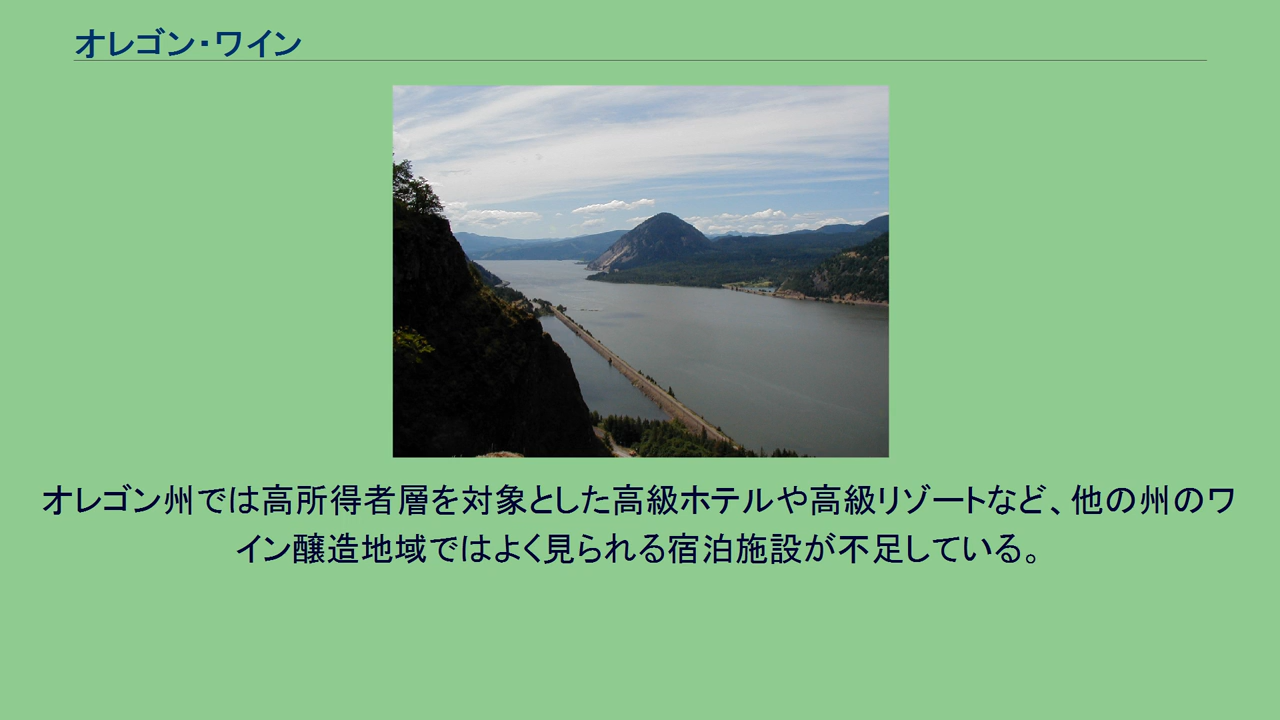 オレゴン・ワイン
オレゴン州では高所得者層を対象とした高級ホテルや高級リゾートなど、他の州のワ
イン醸造地域ではよく見られる宿泊施設が不足している。